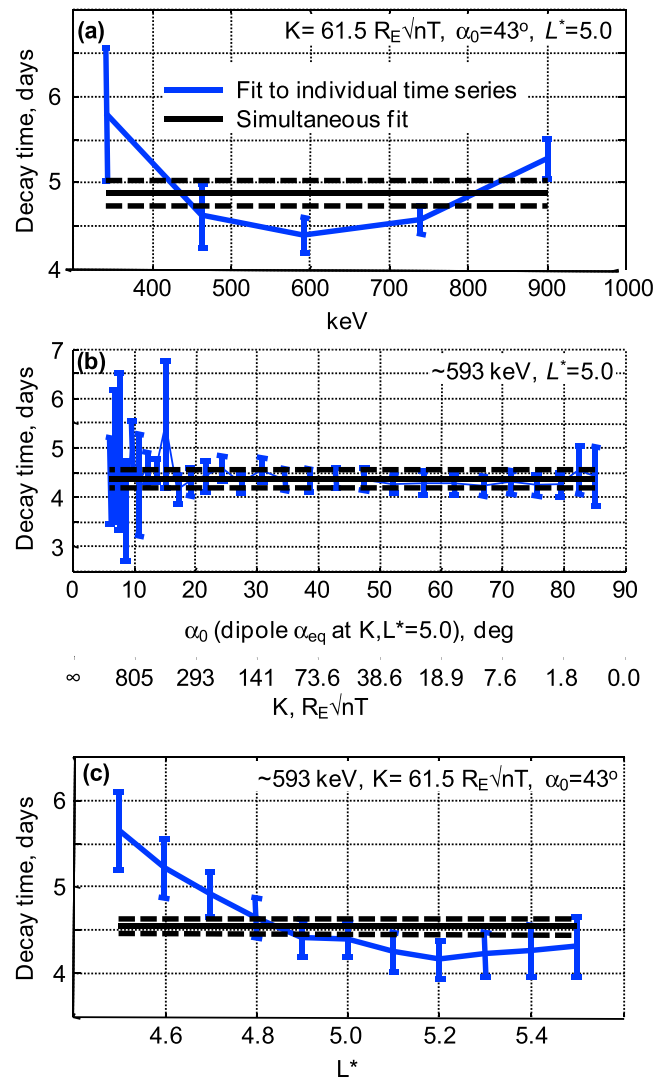 (a) K= 61.5 R_E√nT, α₀=43°, L*=5.0
Fit to individual time series
Simultaneous fit
Decay time, days
6
5
4
400 600 800 1000
500 700 900
keV
(b) ~593 keV, L*=5.0
Decay time, days
7
6
5
4
3
0 10 20 30 40 50 60 70 80 90
α₀ (dipole α_eq at K,L*=5.0), deg
∞ 805 293 141 73.6 38.6 18.9 7.6 1.8 0.0
K, R_E√nT
(c) ~593 keV, K= 61.5 R_E√nT, α₀=43°
Decay time, days
6
5
4
4.6 4.8 5.0 5.2 5.4
L*